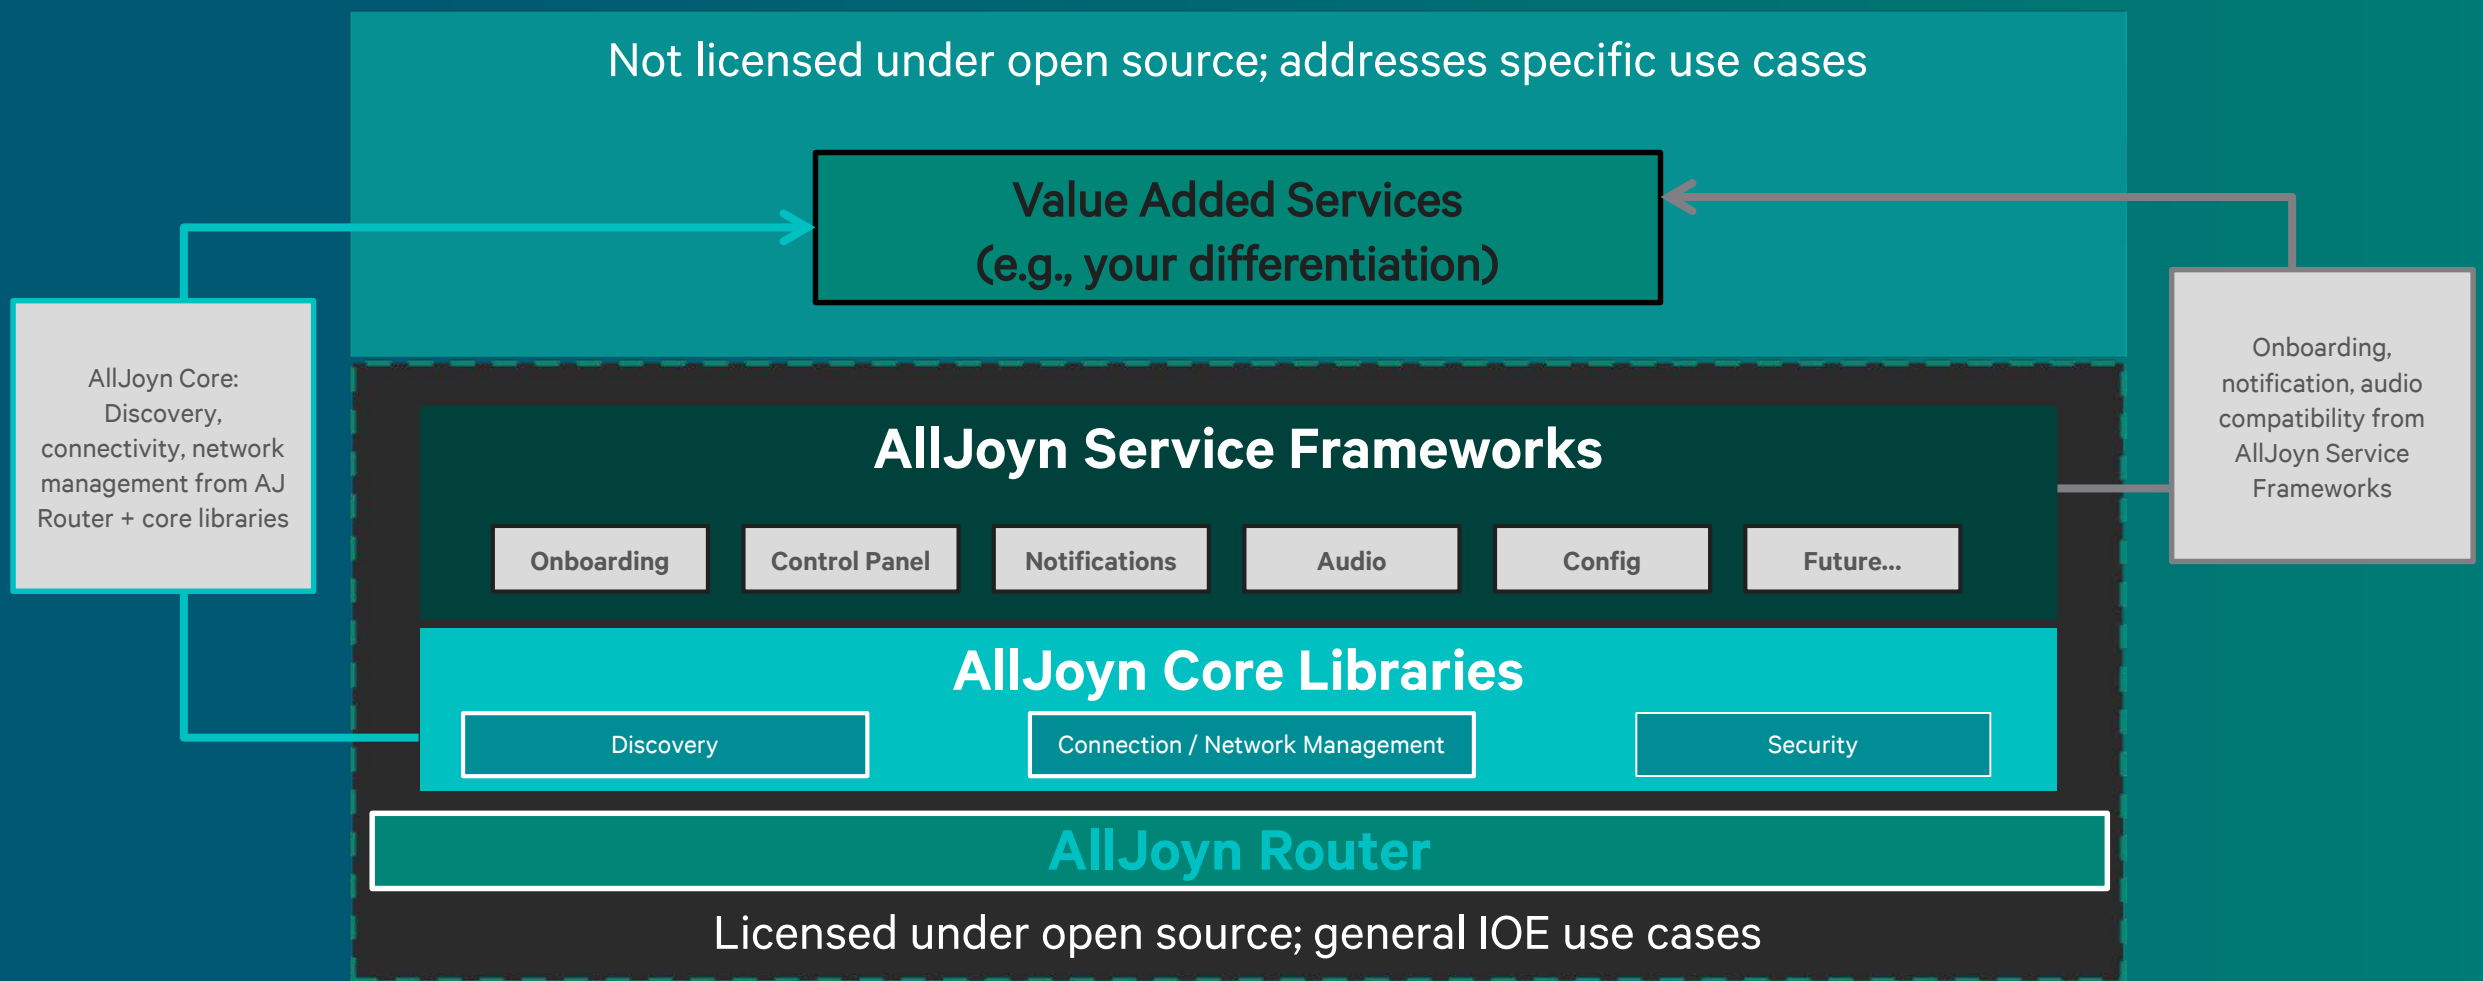 Not licensed under open source; addresses specific use cases
Value Added Services
(e.g., your differentiation)
AllJoyn Core:
Discovery,
connectivity, network
management from AJ
Router + core libraries
Onboarding,
notification, audio
compatibility from
AllJoyn Service
Frameworks
AllJoyn Service Frameworks
Onboarding
Control Panel
Notifications
Audio
Config
Future...
AllJoyn Core Libraries
Discovery
Connection / Network Management
Security
AllJoyn Router
Licensed under open source; general IOE use cases